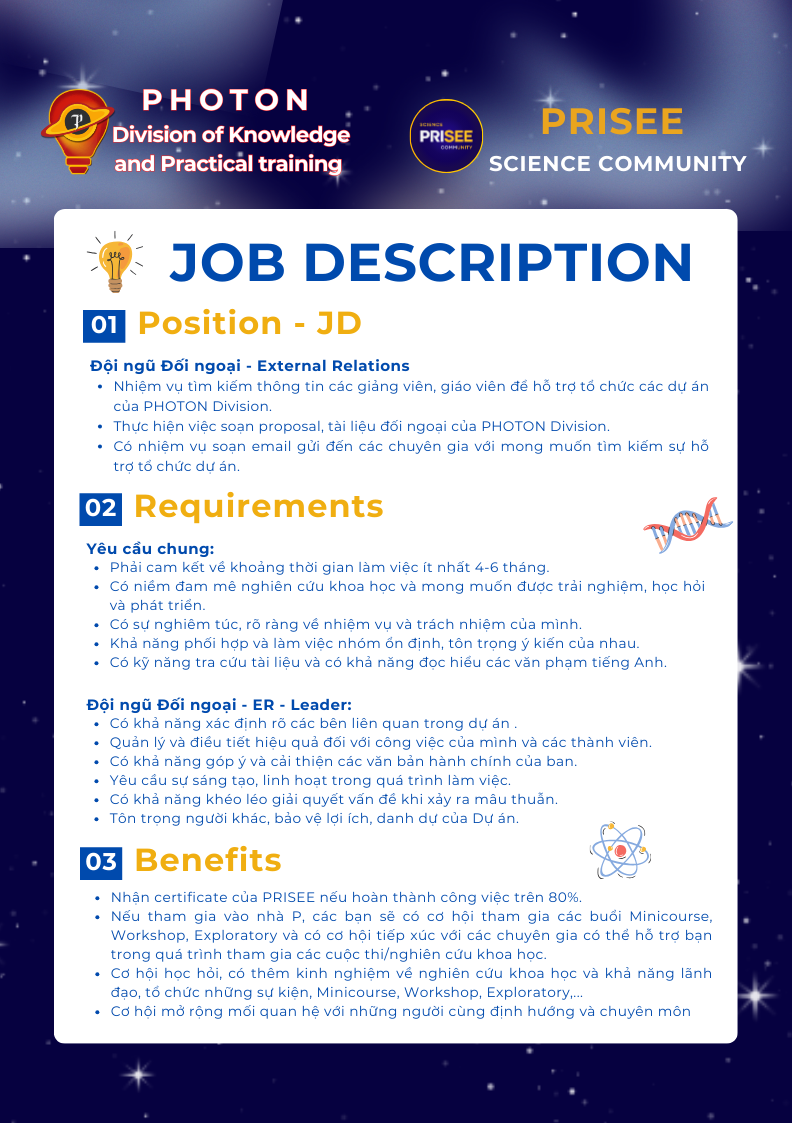 PHOTON
Division of Knowledge
and Practical training
P
SCIENCE
PRISEE
COMMUNITY
PRISEE
SCIENCE COMMUNITY
JOB DESCRIPTION
01 Position - JD
Đội ngũ Đối ngoại - External Relations
• Nhiệm vụ tìm kiếm thông tin các giảng viên, giáo viên để hỗ trợ tổ chức các dự án
của PHOTON Division.
• Thực hiện việc soạn proposal, tài liệu đối ngoại của PHOTON Division.
• Có nhiệm vụ soạn email gửi đến các chuyên gia với mong muốn tìm kiếm sự hỗ
trợ tổ chức dự án.
02 Requirements
Yêu cầu chung:
• Phải cam kết về khoảng thời gian làm việc ít nhất 4-6 tháng.
• Có niềm đam mê nghiên cứu khoa học và mong muốn được trải nghiệm, học hỏi
và phát triển.
• Có sự nghiêm túc, rõ ràng về nhiệm vụ và trách nhiệm của mình.
• Khả năng phối hợp và làm việc nhóm ổn định, tôn trọng ý kiến của nhau.
• Có kỹ năng tra cứu tài liệu và có khả năng đọc hiểu các văn phạm tiếng Anh.
Đội ngũ Đối ngoại - ER - Leader:
• Có khả năng xác định rõ các bên liên quan trong dự án .
• Quản lý và điều tiết hiệu quả đối với công việc của mình và các thành viên.
• Có khả năng góp ý và cải thiện các văn bản hành chính của ban.
• Yêu cầu sự sáng tạo, linh hoạt trong quá trình làm việc.
• Có khả năng khéo léo giải quyết vấn đề khi xảy ra mâu thuẫn.
• Tôn trọng người khác, bảo vệ lợi ích, danh dự của Dự án.
03 Benefits
• Nhận certificate của PRISEE nếu hoàn thành công việc trên 80%.
• Nếu tham gia vào nhà P, các bạn sẽ có cơ hội tham gia các buổi Minicourse,
Workshop, Exploratory và có cơ hội tiếp xúc với các chuyên gia có thể hỗ trợ bạn
trong quá trình tham gia các cuộc thi/nghiên cứu khoa học.
• Cơ hội học hỏi, có thêm kinh nghiệm về nghiên cứu khoa học và khả năng lãnh
đạo, tổ chức những sự kiện, Minicourse, Workshop, Exploratory,...
• Cơ hội mở rộng mối quan hệ với những người cùng định hướng và chuyên môn